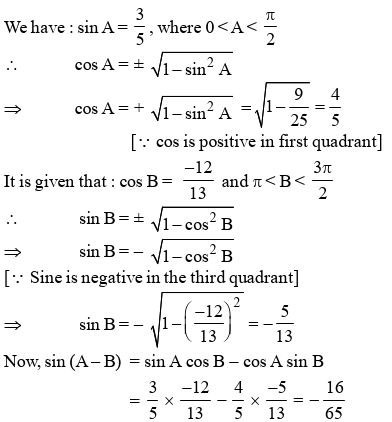 We have : sin A = 3/5, where 0 < A < π/2
∴ cos A = ± √(1–sin² A)
⇒ cos A = + √(1–sin² A) = √(1–9/25) = 4/5
[∵ cos is positive in first quadrant]
It is given that : cos B = –12/13 and π < B < 3π/2
∴ sin B = ± √(1–cos² B)
⇒ sin B = – √(1–cos² B)
[∵ Sine is negative in the third quadrant]
⇒ sin B = – √(1–(–12/13)²) = –5/13
Now, sin (A – B) = sin A cos B – cos A sin B
= 3/5 × –12/13 – 4/5 × –5/13 = – 16/65